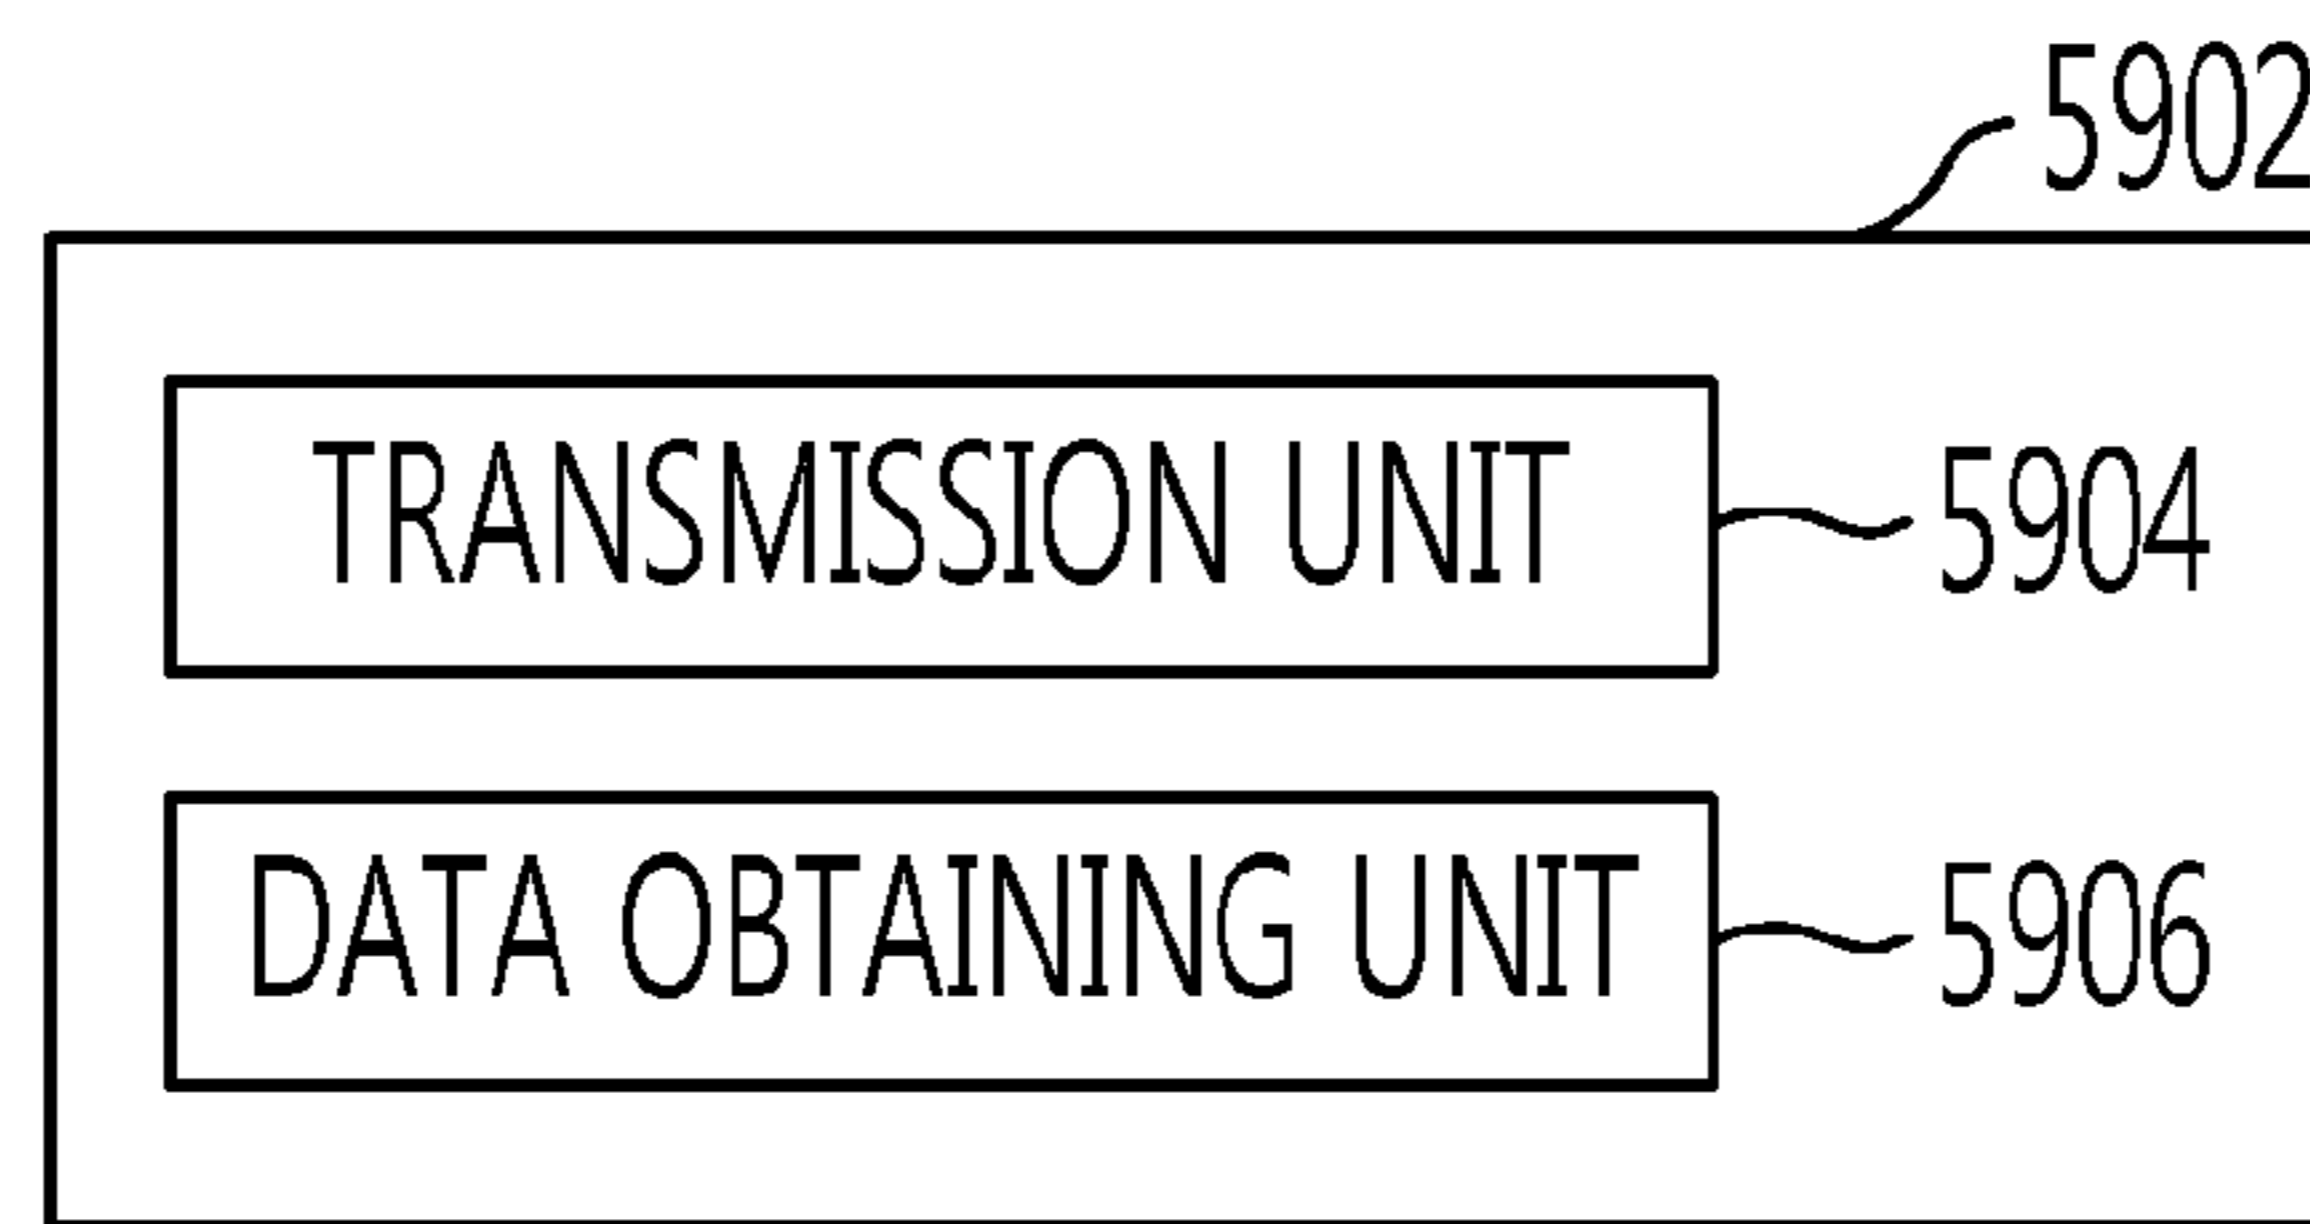 5902
TRANSMISSION UNIT 5904
DATA OBTAINING UNIT 5906